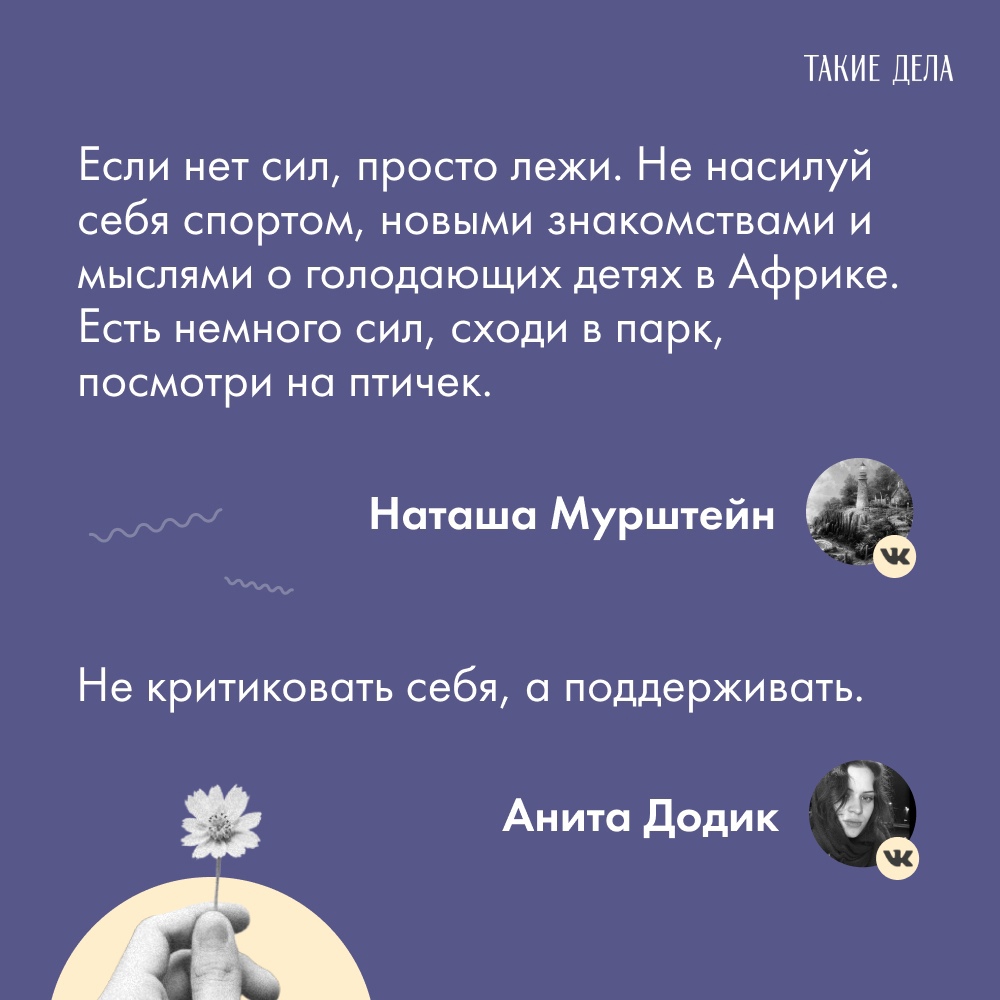 ТАКИЕ ДЕЛА
Если нет сил, просто лежи. Не насилуй
себя спортом, новыми знакомствами и
мыслями о голодающих детях в Африке.
Есть немного сил, сходи в парк,
посмотри на птичек.
Наташа Мурштейн
Не критиковать себя, а поддерживать.
Анита Додик